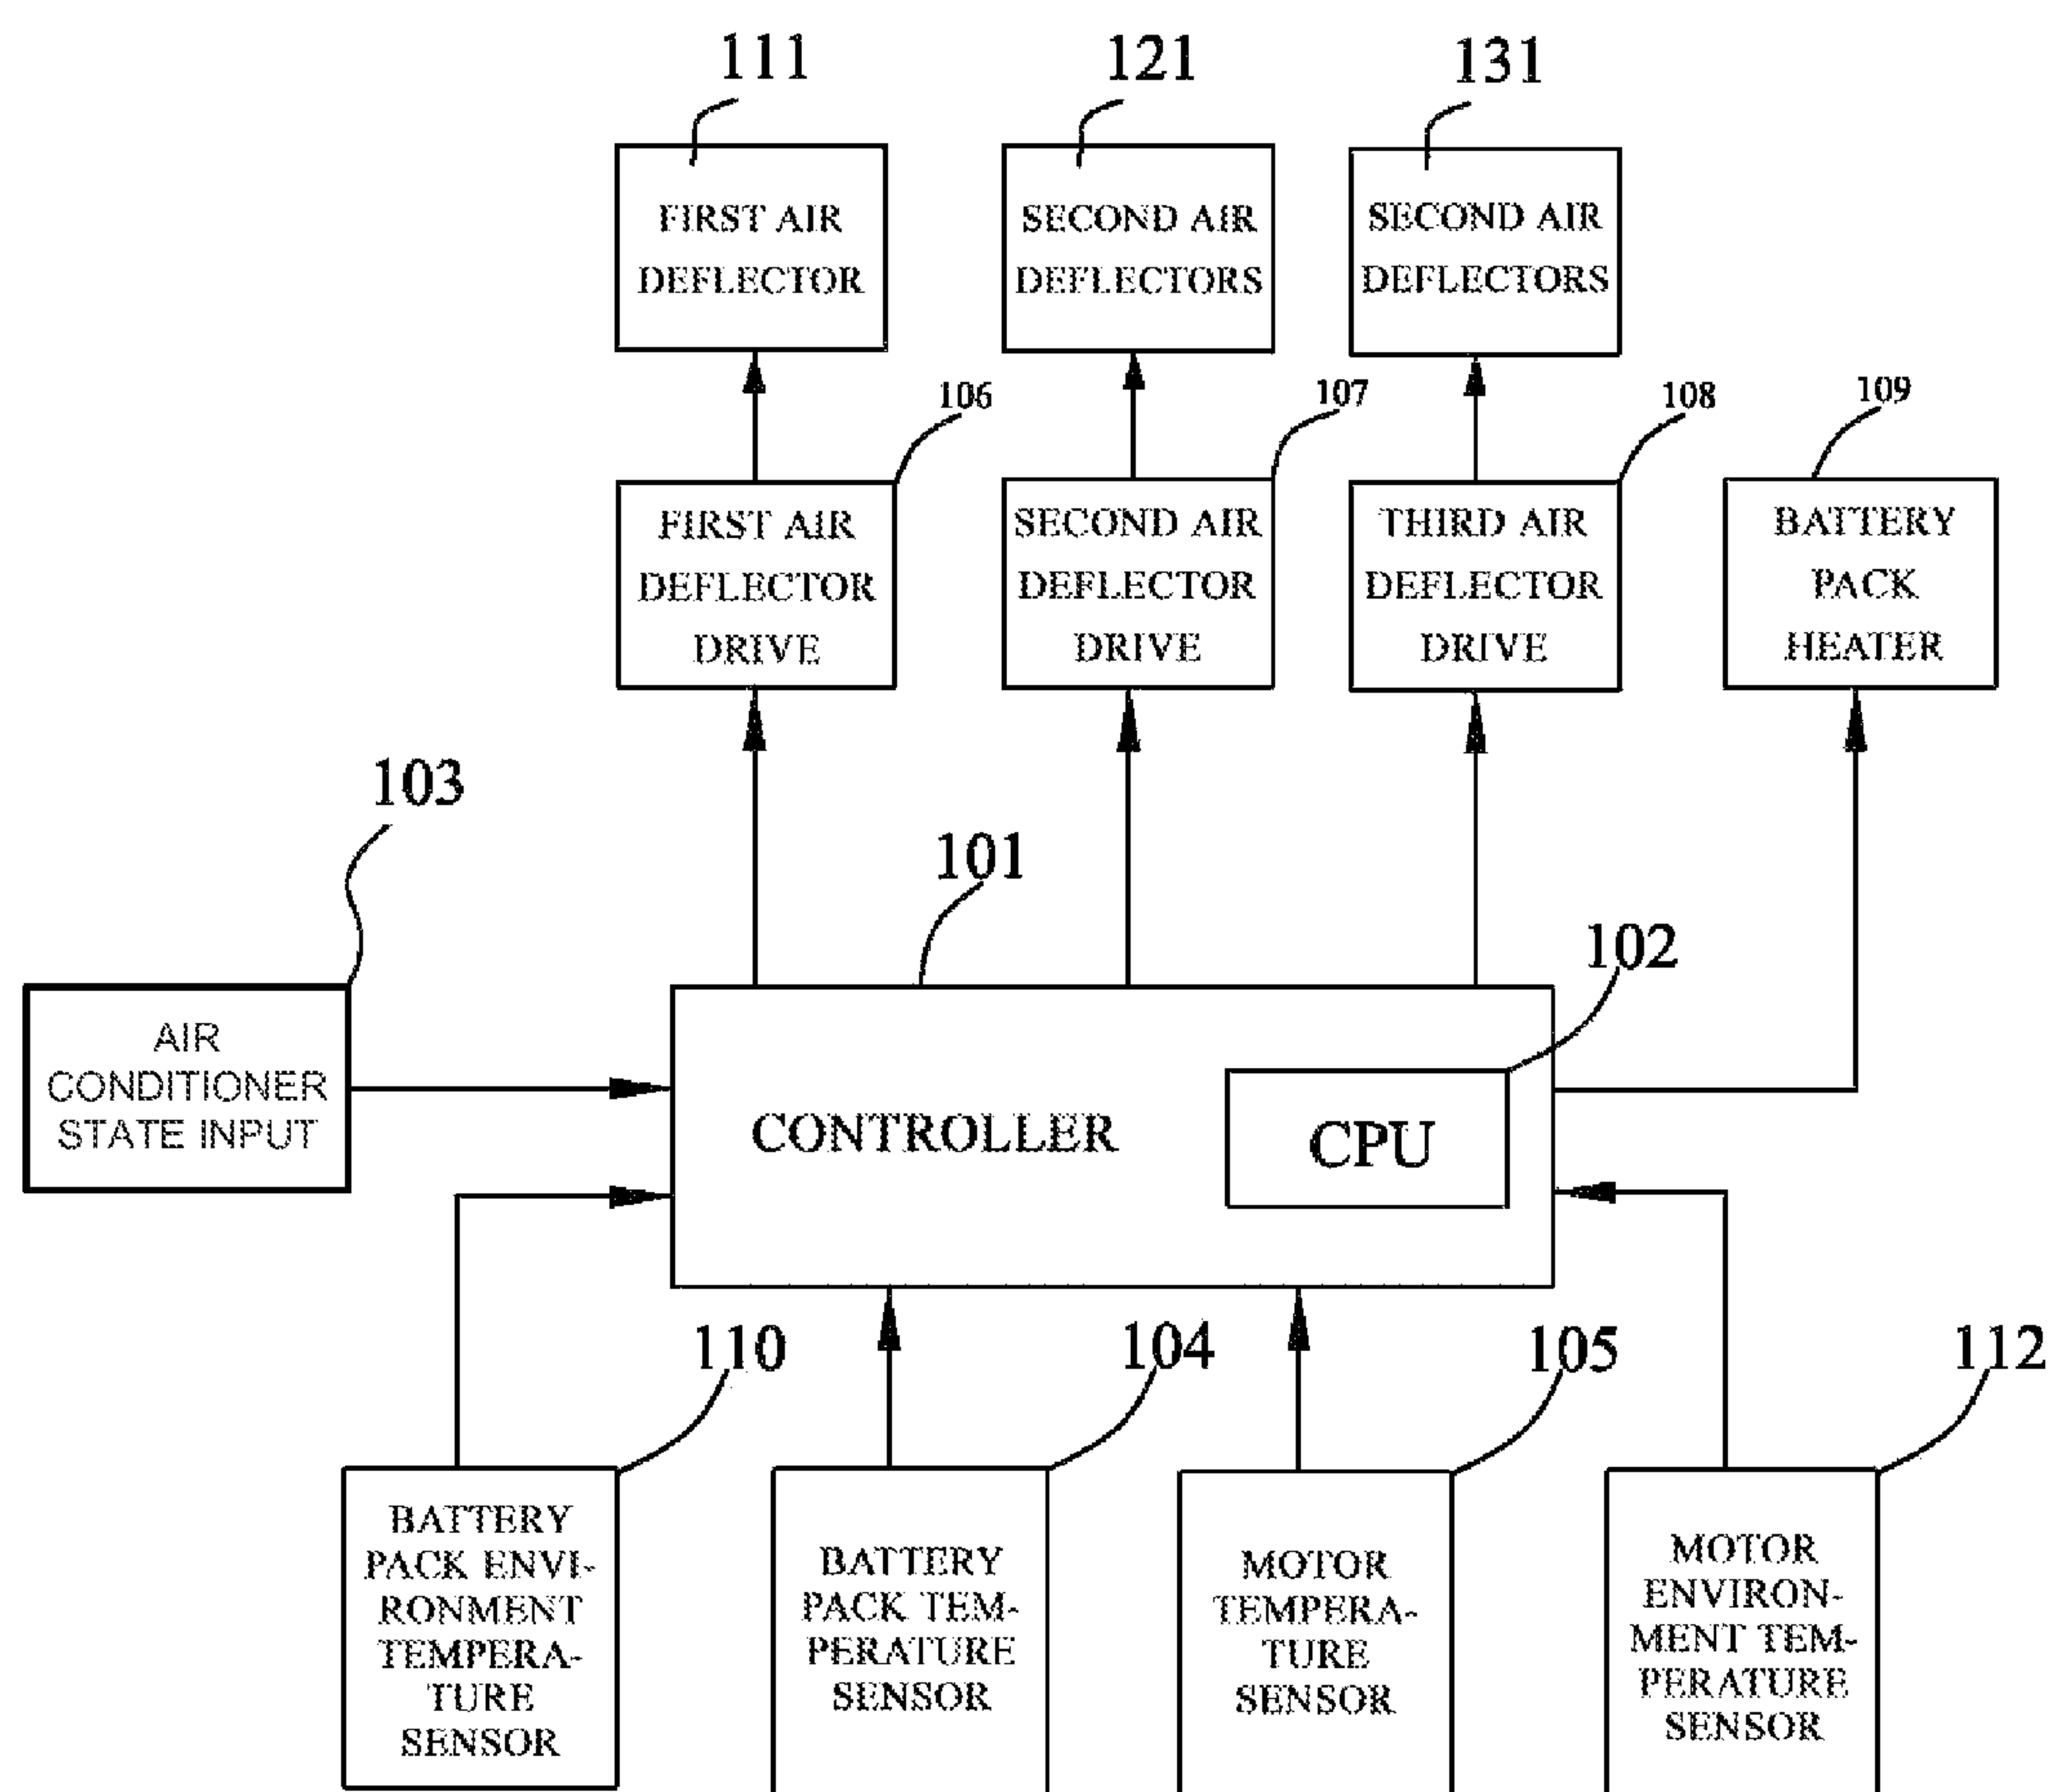 111
121
131
FIRST AIR
DEFLECTOR
SECOND AIR
DEFLECTORS
SECOND AIR
DEFLECTORS
106
107
108
109
FIRST AIR
DEFLECTOR
DRIVE
SECOND AIR
DEFLECTOR
DRIVE
THIRD AIR
DEFLECTOR
DRIVE
BATTERY
PACK
HEATER
103
101
102
AIR
CONDITIONER
STATE INPUT
CONTROLLER
CPU
110
104
105
112
BATTERY
PACK ENVI-
RONMENT
TEMPERA-
TURE
SENSOR
BATTERY
PACK TEM-
PERATURE
SENSOR
MOTOR
TEMPERA-
TURE
SENSOR
MOTOR
ENVIRON-
MENT TEM-
PERATURE
SENSOR